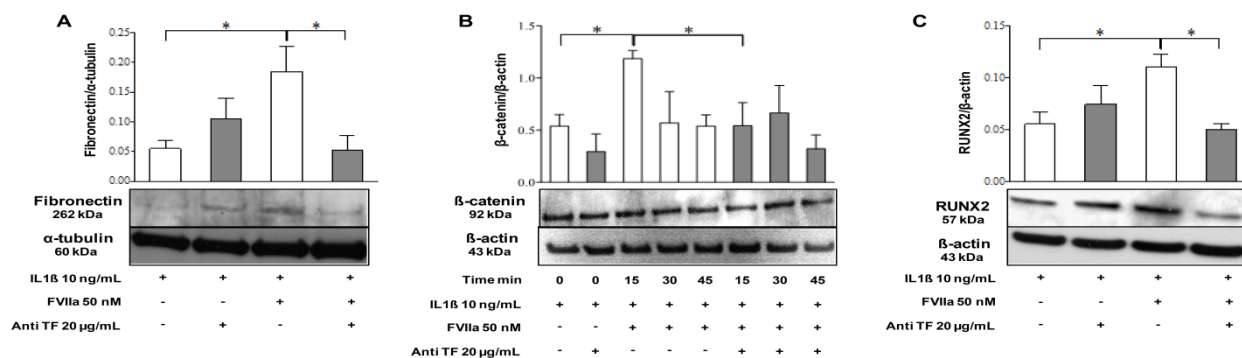 A
*
*
Fibronectin/α-tubulin
0.25
0.20
0.15
0.10
0.05
0.00
Fibronectin
262 kDa
α-tubulin
60 kDa
IL1ß 10 ng/mL + + + +
FVIIa 50 nM - - + +
Anti TF 20 µg/mL - + - +
B
*
*
β-catenin/β-actin
1.5
1.0
0.5
0.0
ß-catenin
92 kDa
ß-actin
43 kDa
Time min 0 0 15 30 45 15 30 45
IL1ß 10 ng/mL + + + + + + + +
FVIIa 50 nM - - + + + + + +
Anti TF 20 µg/mL - + - - - + + +
C
*
*
RUNX2/β-actin
0.15
0.10
0.05
0.00
RUNX2
57 kDa
ß-actin
43 kDa
IL1ß 10 ng/mL + + + +
FVIIa 50 nM - - + +
Anti TF 20 µg/mL - + - +